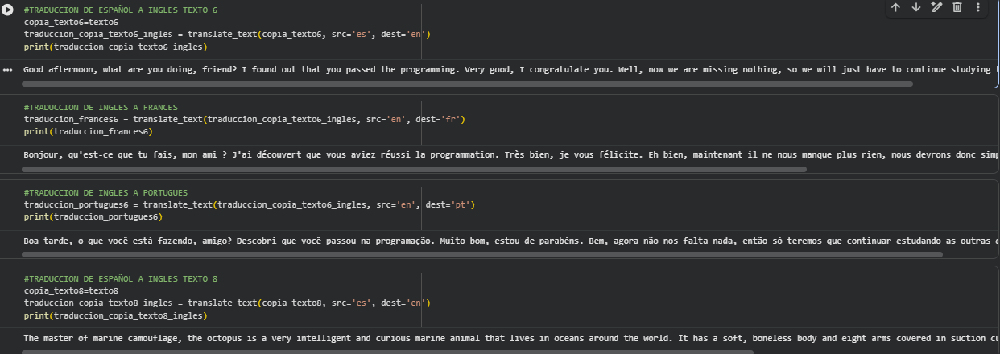 #TRADUCCION DE ESPAÑOL A INGLES TEXTO 6
copia_texto6=texto6
traduccion_copia_texto6_ingles = translate_text(copia_texto6, src='es', dest='en')
print(traduccion_copia_texto6_ingles)
Good afternoon, what are you doing, friend? I found out that you passed the programming. Very good, I congratulate you. Well, now we are missing nothing, so we will just have to continue studying
#TRADUCCION DE INGLES A FRANCES
traduccion_frances6 = translate_text(traduccion_copia_texto6_ingles, src='en', dest='fr')
print(traduccion_frances6)
Bonjour, qu'est-ce que tu fais, mon ami ? J'ai découvert que vous aviez réussi la programmation. Très bien, je vous félicite. Eh bien, maintenant il ne nous manque plus rien, nous devrons donc
#TRADUCCION DE INGLES A PORTUGUES
traduccion_portugues6 = translate_text(traduccion_copia_texto6_ingles, src='en', dest='pt')
print(traduccion_portugues6)
Boa tarde, o que você está fazendo, amigo? Descobri que você passou na programação. Muito bom, estou de parabéns. Bem, agora não nos falta nada, então só teremos que continuar estudando as outras
#TRADUCCION DE ESPAÑOL A INGLES TEXTO 8
copia_texto8=texto8
traduccion_copia_texto8_ingles = translate_text(copia_texto8, src='es', dest='en')
print(traduccion_copia_texto8_ingles)
The master of marine camouflage, the octopus is a very intelligent and curious marine animal that lives in oceans around the world. It has a soft, boneless body and eight arms covered in suction